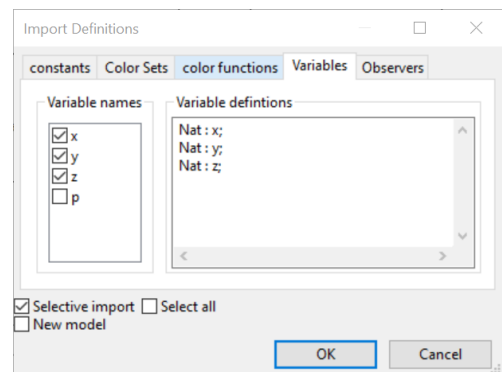 Import Definitions
constants Color Sets color functions Variables Observers
Variable names
x
y
z
p
Variable defintions
Nat : x;
Nat : y;
Nat : z;
Selective import Select all
New model
OK Cancel